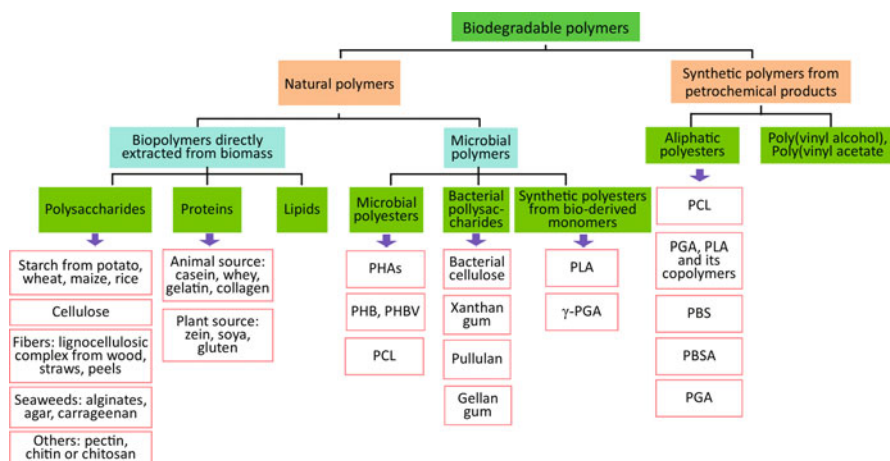 Biodegradable polymers
Natural polymers
Synthetic polymers from
petrochemical products
Biopolymers directly
extracted from biomass
Microbial
polymers
Aliphatic
polyesters
Poly(vinyl alcohol),
Poly(vinyl acetate
Polysaccharides
Proteins
Lipids
Microbial
polyesters
Bacterial
pollysac-
charides
Synthetic polyesters
from bio-derived
monomers
Starch from potato,
wheat, maize, rice
Cellulose
Fibers: lignocellulosic
complex from wood,
straws, peels
Seaweeds: alginates,
agar, carrageenan
Others: pectin,
chitin or chitosan
Animal source:
casein, whey,
gelatin, collagen
Plant source:
zein, soya,
gluten
PHAs
PHB, PHBV
PCL
Bacterial
cellulose
Xanthan
gum
Pullulan
Gellan
gum
PLA
γ-PGA
PCL
PGA, PLA
and its
copolymers
PBS
PBSA
PGA